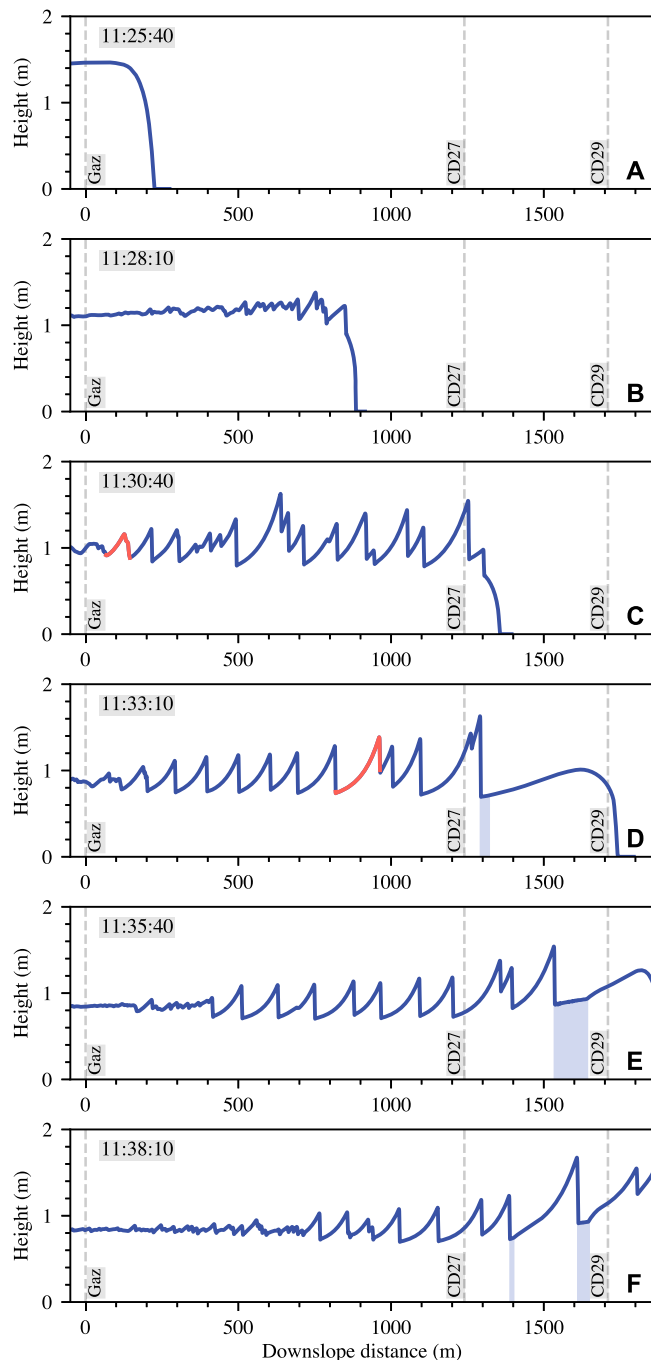 2
11:25:40
Height (m)
1
Gaz
CD27
CD29
A
0
0
500
1000
1500
2
11:28:10
Height (m)
1
Gaz
CD27
CD29
B
0
0
500
1000
1500
2
11:30:40
Height (m)
1
Gaz
CD27
CD29
C
0
0
500
1000
1500
2
11:33:10
Height (m)
1
Gaz
CD27
CD29
D
0
0
500
1000
1500
2
11:35:40
Height (m)
1
Gaz
CD27
CD29
E
0
0
500
1000
1500
2
11:38:10
Height (m)
1
Gaz
CD27
CD29
F
0
0
500
1000
1500
Downslope distance (m)